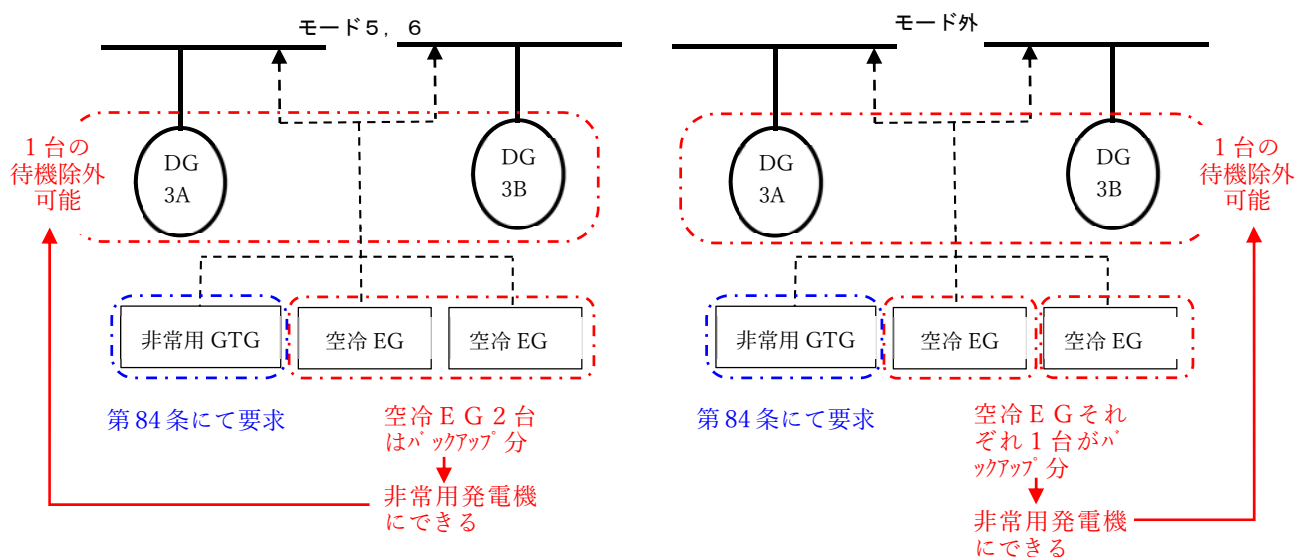 モード５，６
DG
3A
DG
3B
１台の
待機除外
可能
非常用 GTG
空冷 EG
空冷 EG
第 84 条にて要求
空冷ＥＧ２台
はﾊﾞｯｸｱｯﾌﾟ分
非常用発電機
にできる
モード外
DG
3A
DG
3B
１台の
待機除外
可能
非常用 GTG
空冷 EG
空冷 EG
第 84 条にて要求
空冷ＥＧそれ
ぞれ１台がﾊﾞ
ｯｸｱｯﾌﾟ分
非常用発電機
にできる